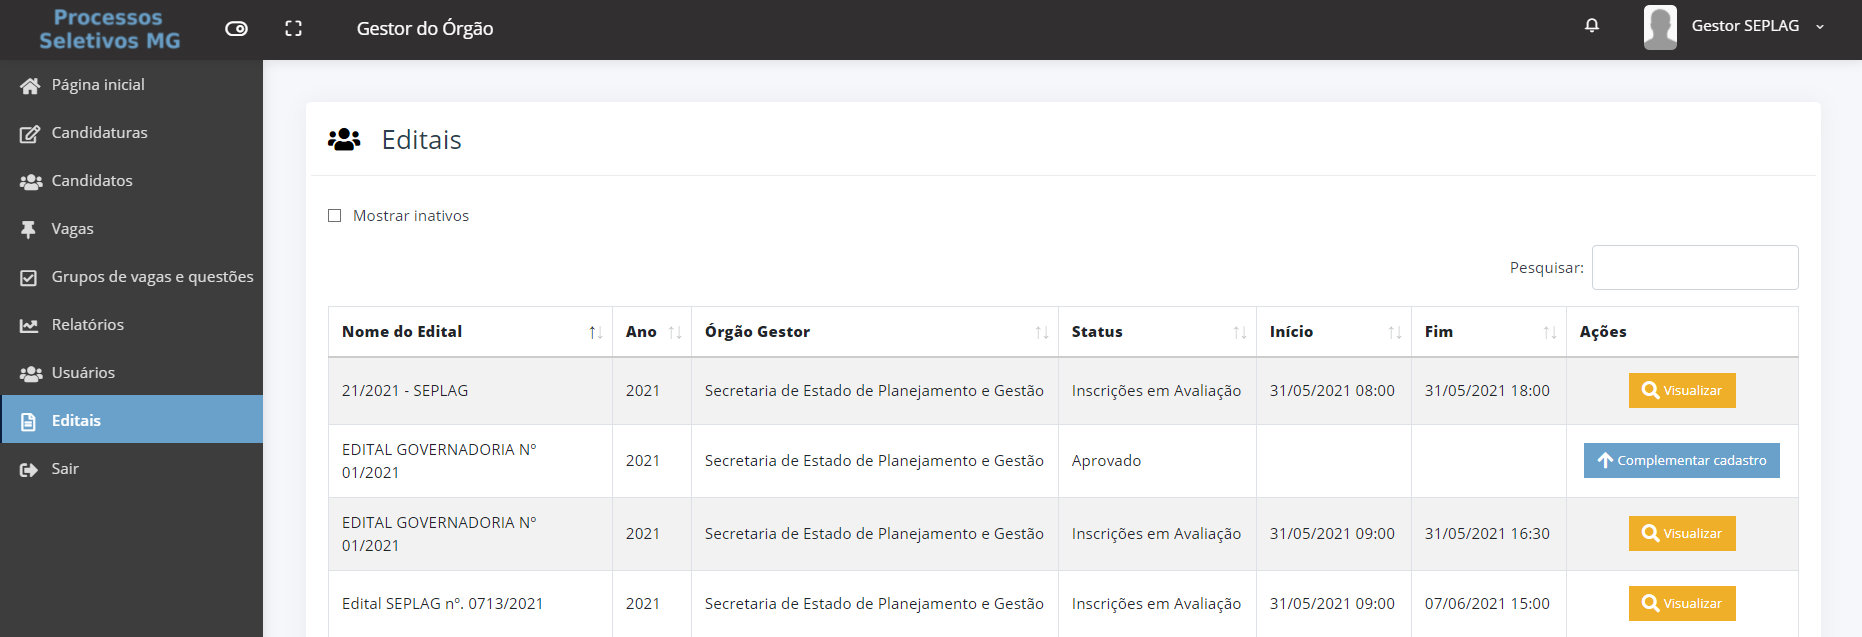 Processos
Seletivos MG
Gestor do Órgão
Gestor SEPLAG
Página inicial
Candidaturas
Candidatos
Vagas
Grupos de vagas e questões
Relatórios
Usuários
Editais
Sair
Editais
Mostrar inativos
Pesquisar:
Nome do Edital Ano Órgão Gestor Status Início Fim Ações
21/2021 - SEPLAG 2021 Secretaria de Estado de Planejamento e Gestão Inscrições em Avaliação 31/05/2021 08:00 31/05/2021 18:00 Visualizar
EDITAL GOVERNADORIA Nº
01/2021 2021 Secretaria de Estado de Planejamento e Gestão Aprovado Complementar cadastro
EDITAL GOVERNADORIA Nº
01/2021 2021 Secretaria de Estado de Planejamento e Gestão Inscrições em Avaliação 31/05/2021 09:00 31/05/2021 16:30 Visualizar
Edital SEPLAG nº. 0713/2021 2021 Secretaria de Estado de Planejamento e Gestão Inscrições em Avaliação 31/05/2021 09:00 07/06/2021 15:00 Visualizar